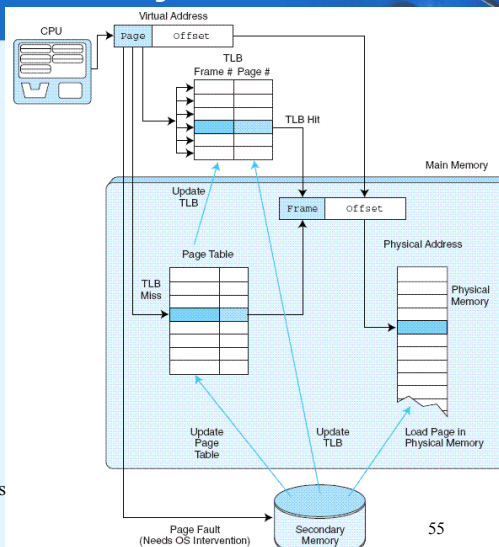 Virtual Address
CPU
Page Offset
TLB
Frame # Page #
TLB Hit
Main Memory
Update
TLB
Frame Offset
Physical Address
Page Table
TLB
Miss
Physical
Memory
Update
Page
Table
Update
TLB
Load Page in
Physical Memory
s
Page Fault
(Needs OS Intervention)
Secondary
Memory
55